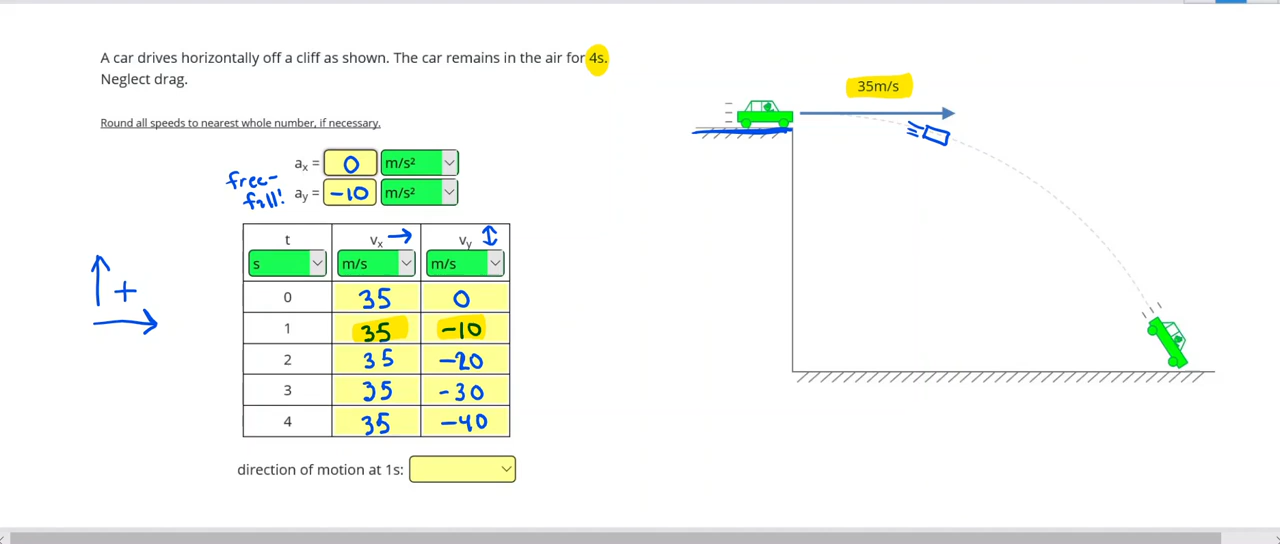 A car drives horizontally off a cliff as shown. The car remains in the air for 4s.
Neglect drag.
35m/s
Round all speeds to nearest whole number, if necessary.
aₓ = 0 m/s²
free-
fall! a_y = -10 m/s²
t vₓ → v_y ↕
s m/s m/s
0 35 0
1 35 -10
2 35 -20
3 35 -30
4 35 -40
+
direction of motion at 1s: